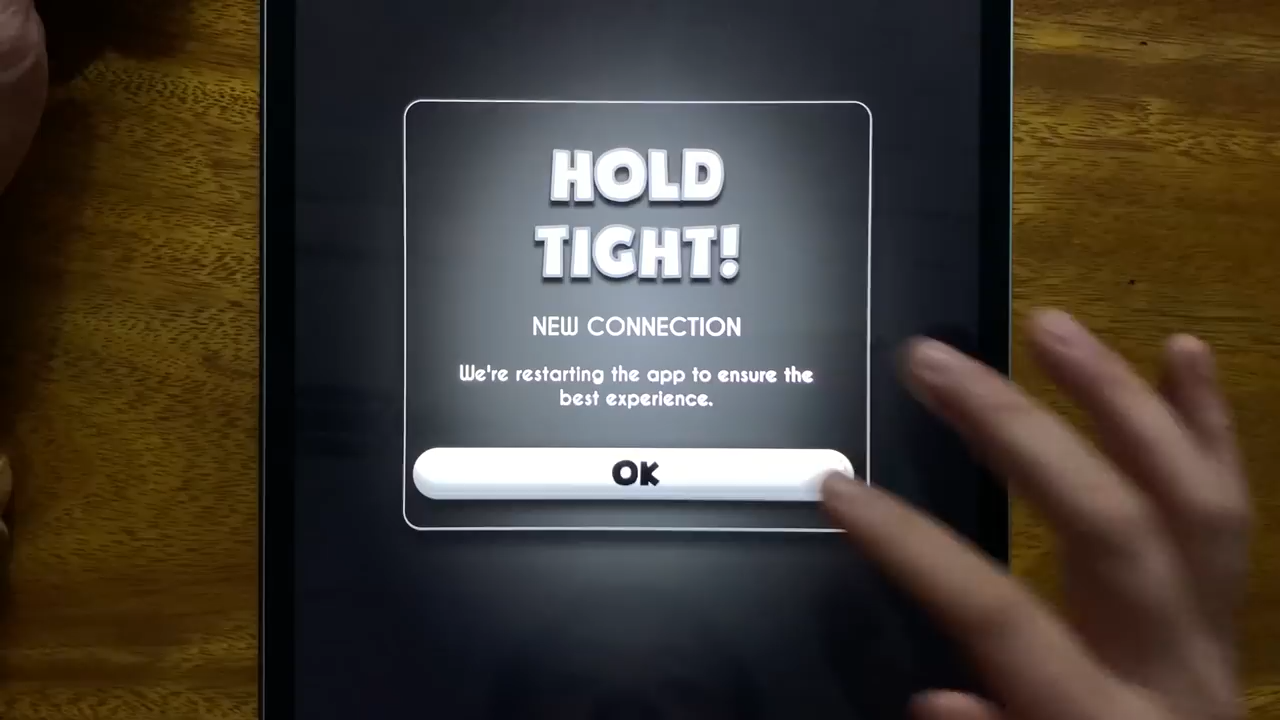 HOLD
TIGHT!
NEW CONNECTION
We're restarting the app to ensure the
best experience.
OK